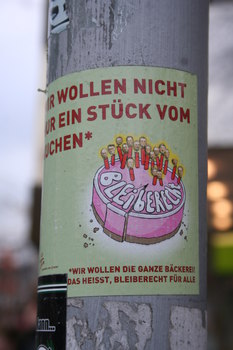 IR WOLLEN NICHT
UR EIN STÜCK VOM
UCHEN*
BLEIBERECHT
*WIR WOLLEN DIE GANZE BÄCKEREI!
DAS HEISST, BLEIBERECHT FÜR ALLE